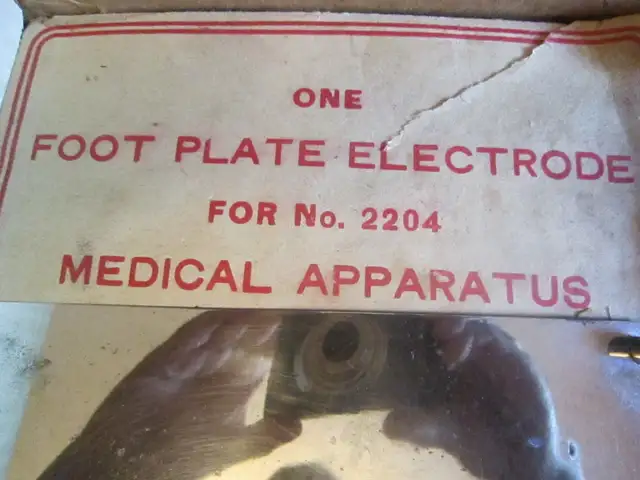 ONE
FOOT PLATE ELECTRODE
FOR No. 2204
MEDICAL APPARATUS